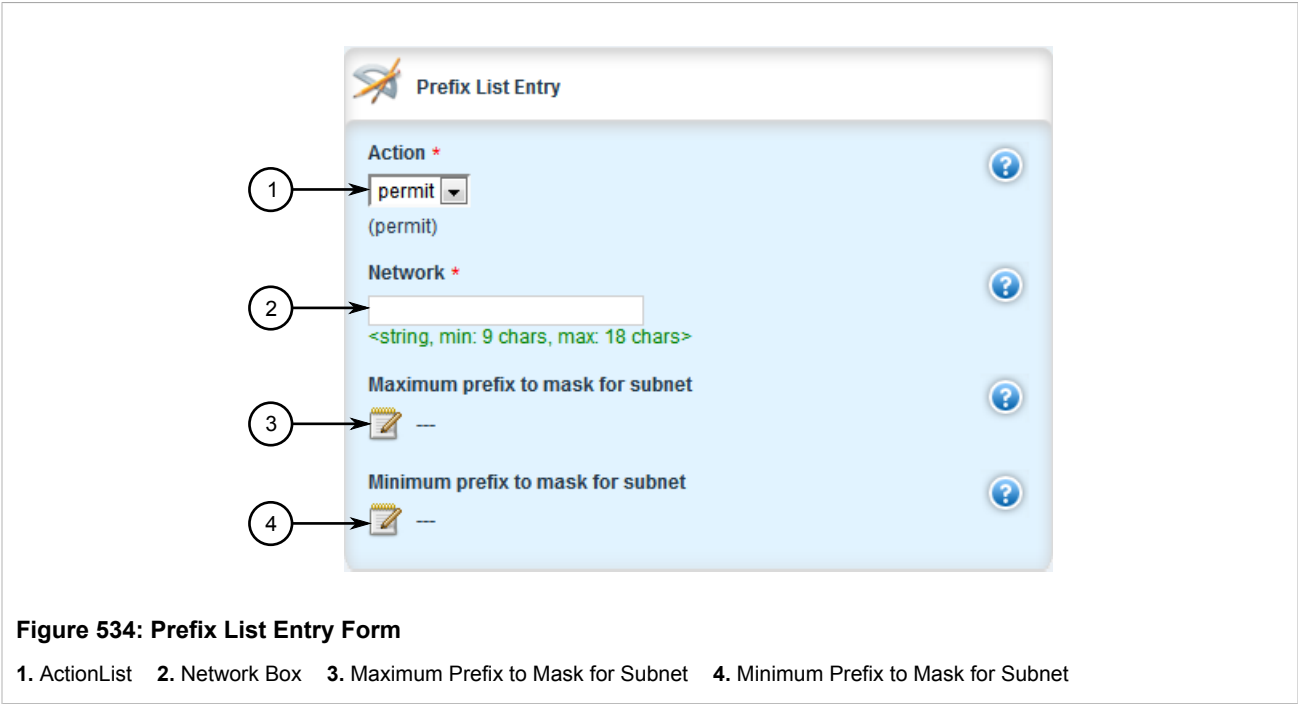 Prefix List Entry
Action *
1
permit
(permit)
Network *
2
<string, min: 9 chars, max: 18 chars>
Maximum prefix to mask for subnet
3
---
Minimum prefix to mask for subnet
4
---
Figure 534: Prefix List Entry Form
1. ActionList 2. Network Box 3. Maximum Prefix to Mask for Subnet 4. Minimum Prefix to Mask for Subnet